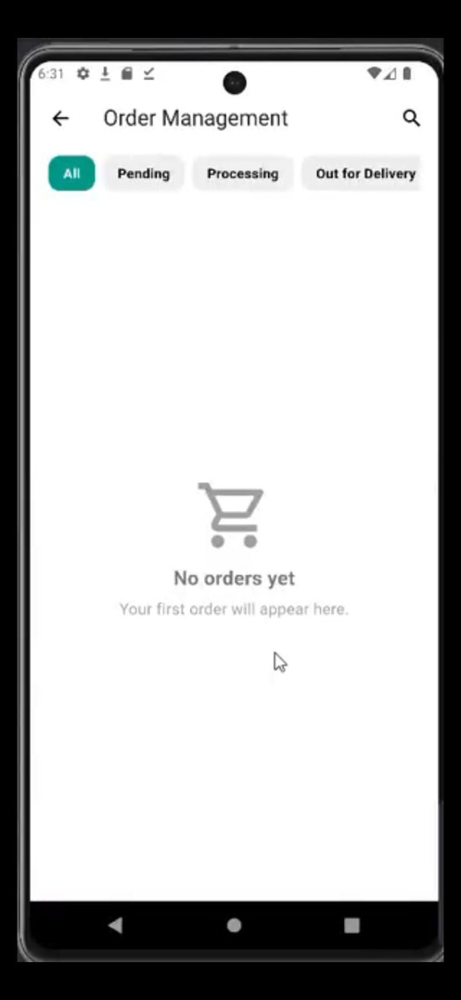 6:31
Order Management
All Pending Processing Out for Delivery
No orders yet
Your first order will appear here.